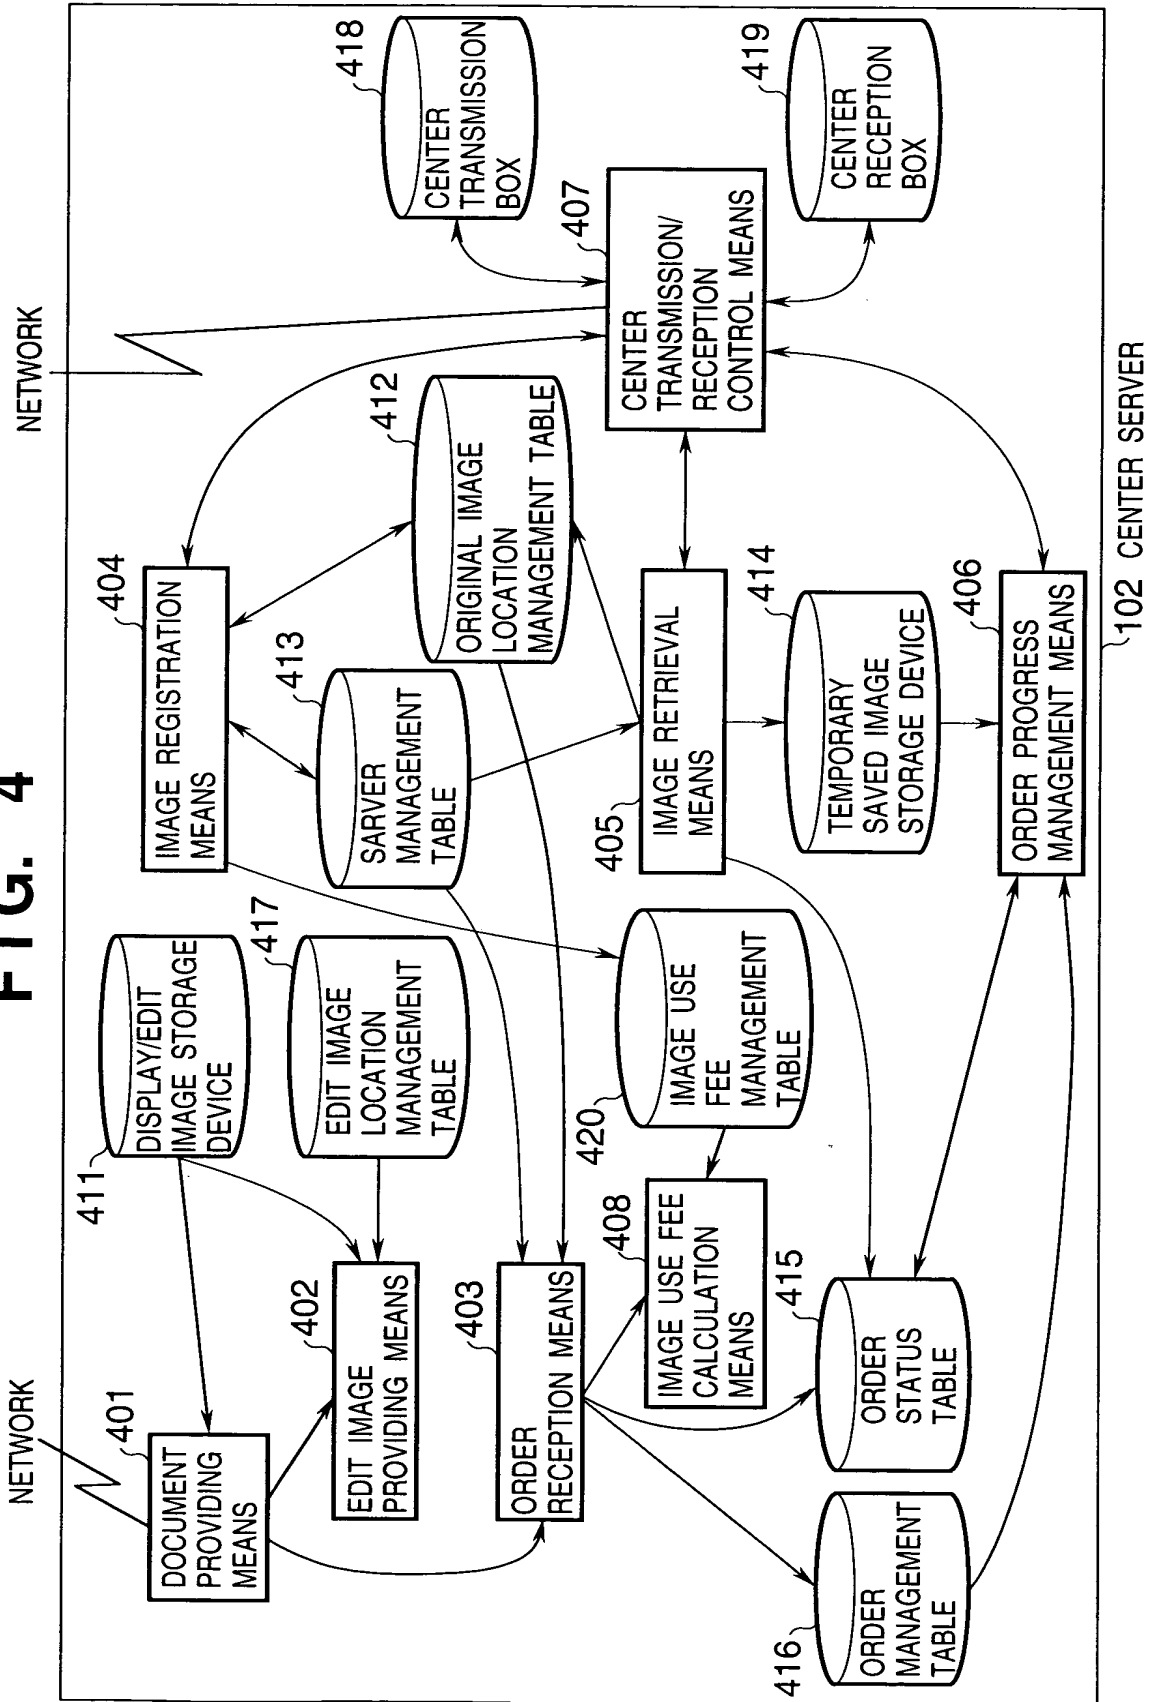 FIG. 4
NETWORK
401
DOCUMENT
PROVIDING
MEANS
411
DISPLAY/EDIT
IMAGE STORAGE
DEVICE
404
IMAGE REGISTRATION
MEANS
NETWORK
418
CENTER
TRANSMISSION
BOX
402
EDIT IMAGE
PROVIDING MEANS
417
EDIT IMAGE
LOCATION
MANAGEMENT
TABLE
413
SARVER
MANAGEMENT
TABLE
412
ORIGINAL IMAGE
LOCATION
MANAGEMENT TABLE
403
ORDER
RECEPTION MEANS
407
CENTER
TRANSMISSION/
RECEPTION
CONTROL MEANS
408
IMAGE USE FEE
CALCULATION
MEANS
420
IMAGE USE
FEE
MANAGEMENT
TABLE
405
IMAGE RETRIEVAL
MEANS
419
CENTER
RECEPTION
BOX
416
ORDER
MANAGEMENT
TABLE
415
ORDER
STATUS
TABLE
414
TEMPORARY
SAVED IMAGE
STORAGE DEVICE
406
ORDER PROGRESS
MANAGEMENT MEANS
102 CENTER SERVER